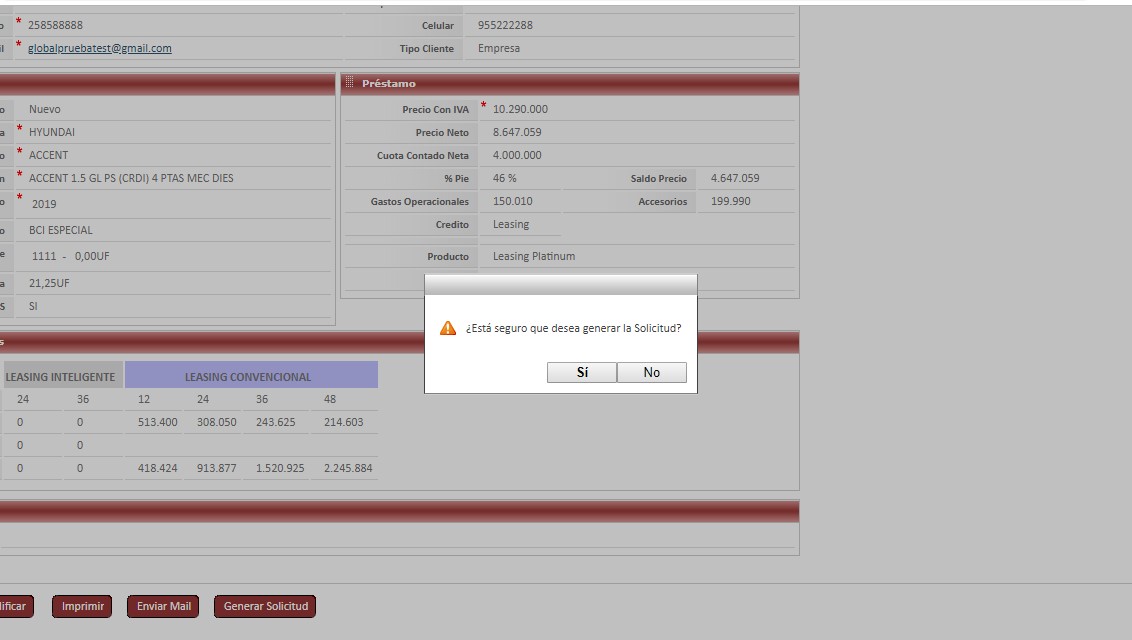 * 258588888 Celular 955222288
* globalpruebatest@gmail.com Tipo Cliente Empresa
Préstamo
Nuevo Precio Con IVA * 10.290.000
* HYUNDAI Precio Neto 8.647.059
* ACCENT Cuota Contado Neta 4.000.000
* ACCENT 1.5 GL PS (CRDI) 4 PTAS MEC DIES % Pie 46 % Saldo Precio 4.647.059
* 2019 Gastos Operacionales 150.010 Accesorios 199.990
BCI ESPECIAL Credito Leasing
1111 - 0,00UF Producto Leasing Platinum
21,25UF
SI
¿Está seguro que desea generar la Solicitud?
Sí No
LEASING INTELIGENTE LEASING CONVENCIONAL
24 36 12 24 36 48
0 0 513.400 308.050 243.625 214.603
0 0
0 0 418.424 913.877 1.520.925 2.245.884
ificar Imprimir Enviar Mail Generar Solicitud